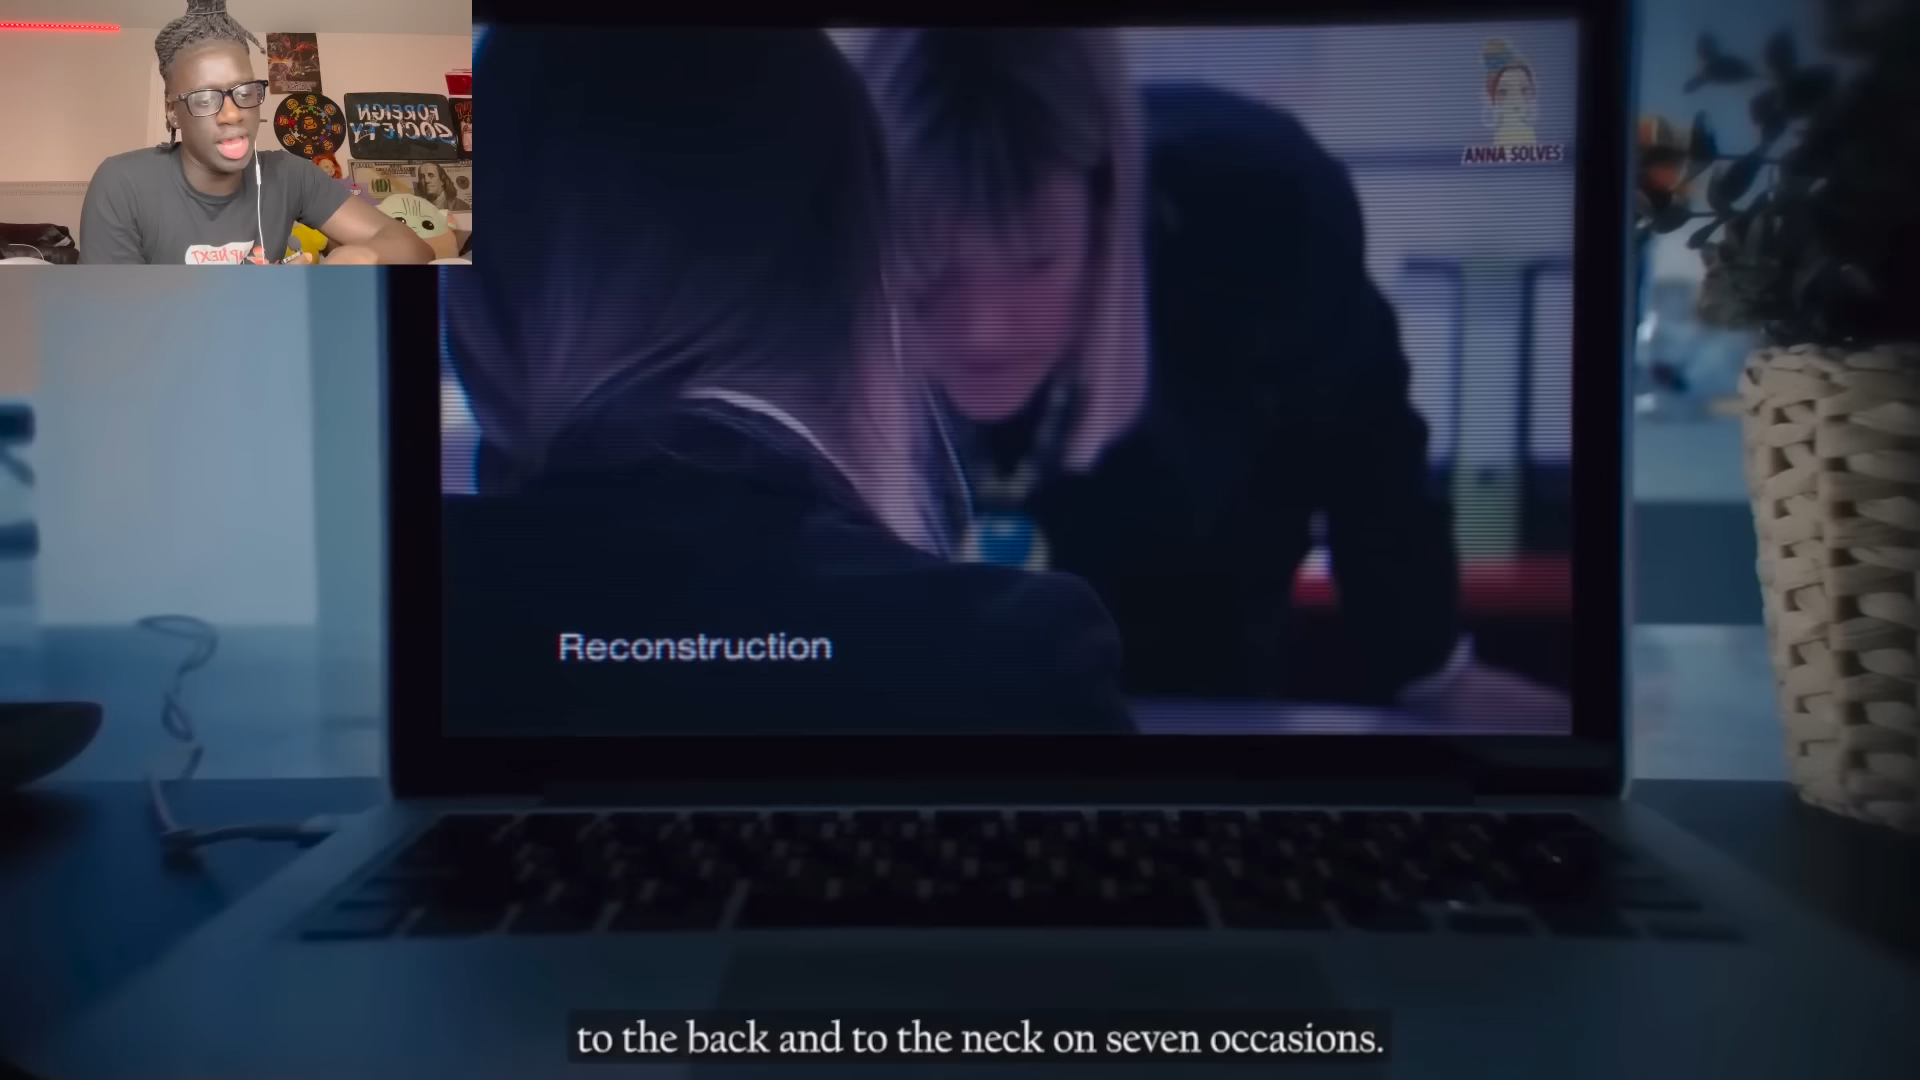 FOREIGN
SOCIETY
ANNA SOLVES
Reconstruction
to the back and to the neck on seven occasions.